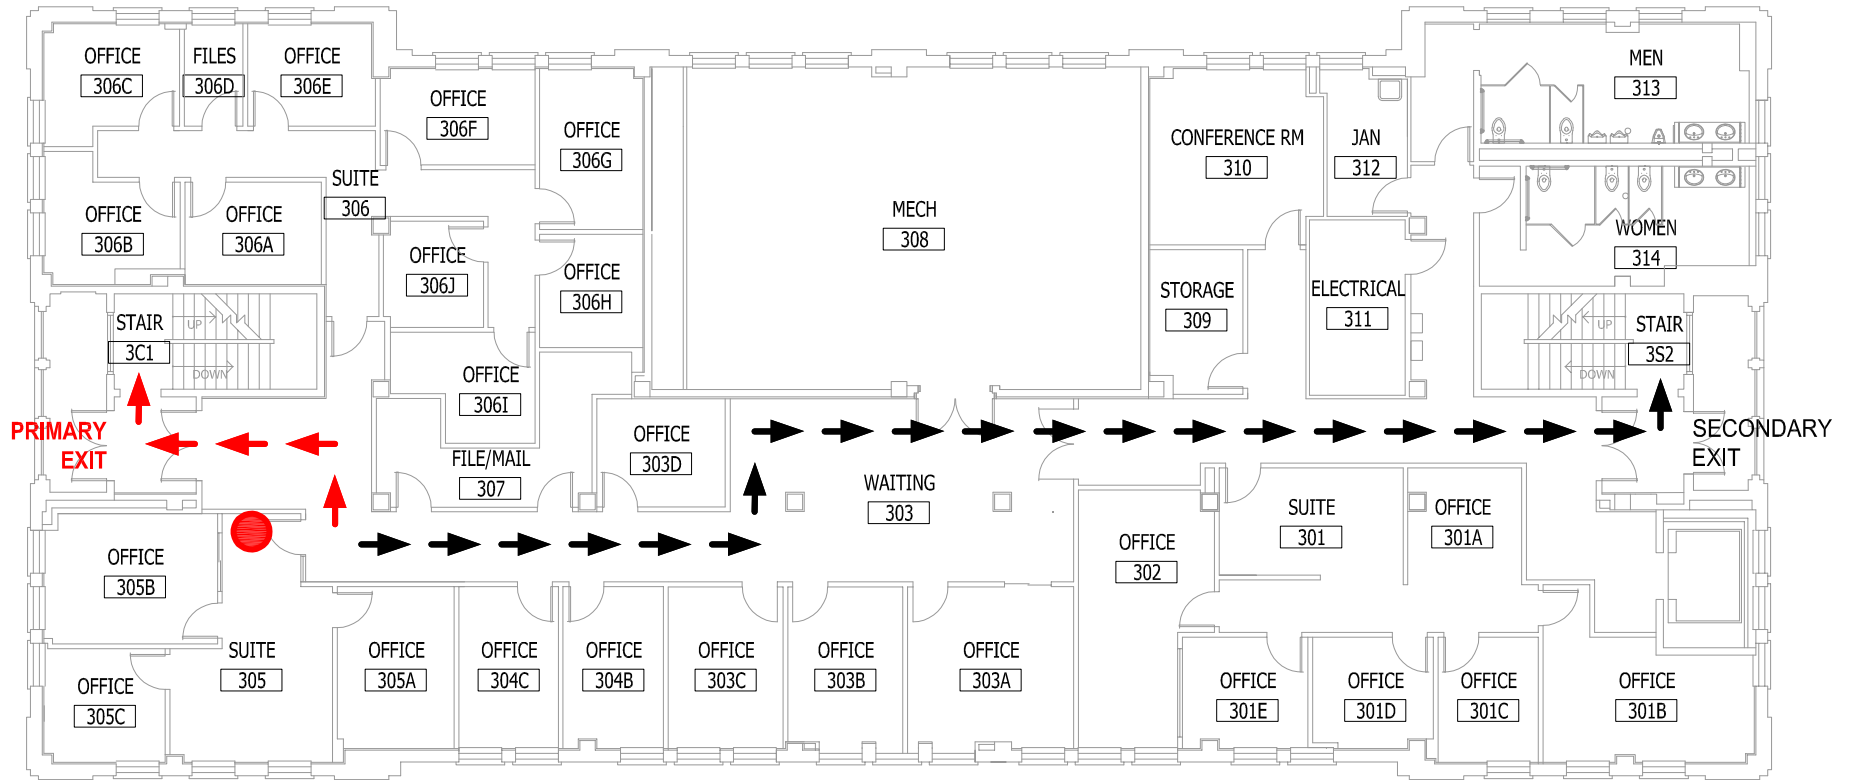 OFFICE
306C
FILES
306D
OFFICE
306E
OFFICE
306F
OFFICE
306G
MEN
313
CONFERENCE RM
310
JAN
312
SUITE
306
OFFICE
306B
OFFICE
306A
MECH
308
WOMEN
314
OFFICE
306J
OFFICE
306H
STORAGE
309
ELECTRICAL
311
STAIR
3C1
UP
DOWN
STAIR
3S2
UP
DOWN
OFFICE
306I
PRIMARY
EXIT
SECONDARY
EXIT
OFFICE
303D
FILE/MAIL
307
WAITING
303
SUITE
301
OFFICE
301A
OFFICE
305B
OFFICE
302
SUITE
305
OFFICE
305A
OFFICE
304C
OFFICE
304B
OFFICE
303C
OFFICE
303B
OFFICE
303A
OFFICE
305C
OFFICE
301E
OFFICE
301D
OFFICE
301C
OFFICE
301B